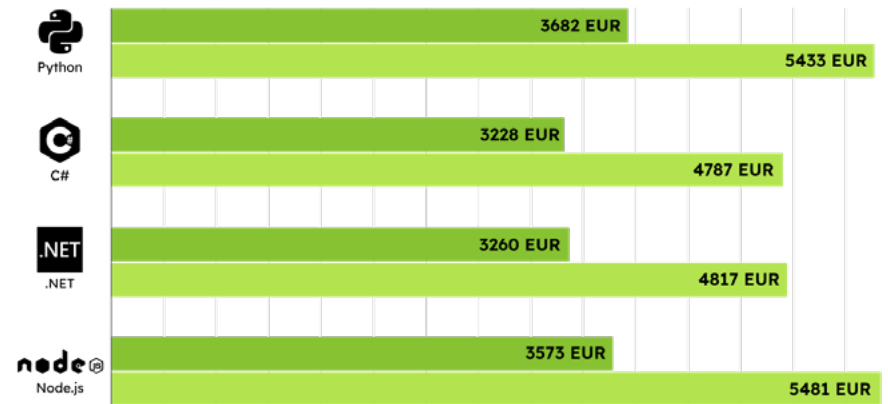 3682 EUR
Python
5433 EUR
3228 EUR
C#
4787 EUR
.NET
3260 EUR
.NET
4817 EUR
node JS
3573 EUR
Node.js
5481 EUR